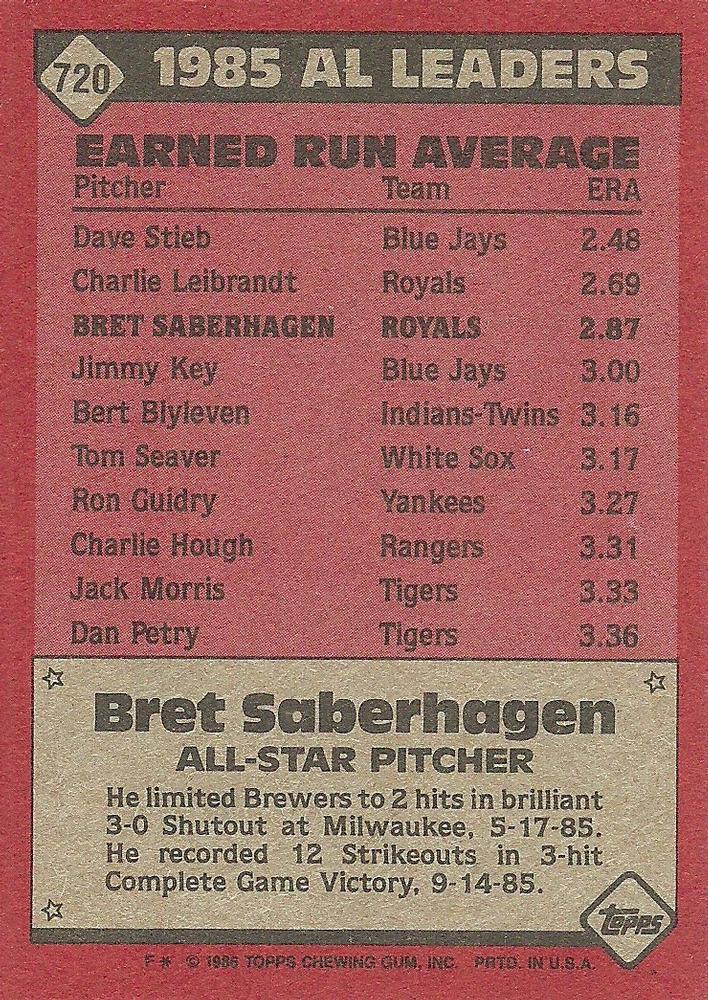 720 1985 AL LEADERS
EARNED RUN AVERAGE
Pitcher Team ERA
Dave Stieb Blue Jays 2.48
Charlie Leibrandt Royals 2.69
BRET SABERHAGEN ROYALS 2.87
Jimmy Key Blue Jays 3.00
Bert Blyleven Indians-Twins 3.16
Tom Seaver White Sox 3.17
Ron Guidry Yankees 3.27
Charlie Hough Rangers 3.31
Jack Morris Tigers 3.33
Dan Petry Tigers 3.36
Bret Saberhagen
ALL-STAR PITCHER
He limited Brewers to 2 hits in brilliant
3-0 Shutout at Milwaukee, 5-17-85.
He recorded 12 Strikeouts in 3-hit
Complete Game Victory, 9-14-85.
topps
F * © 1986 TOPPS CHEWING GUM, INC. PRTD. IN U.S.A.